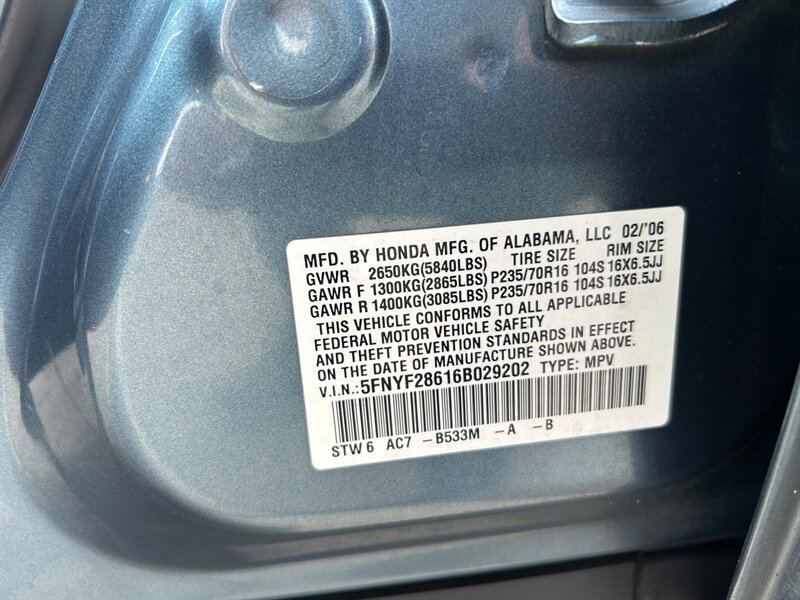 MFD. BY HONDA MFG. OF ALABAMA, LLC 02/'06
GVWR 2650KG(5840LBS) TIRE SIZE RIM SIZE
GAWR F 1300KG(2865LBS) P235/70R16 104S 16X6.5JJ
GAWR R 1400KG(3085LBS) P235/70R16 104S 16X6.5JJ
THIS VEHICLE CONFORMS TO ALL APPLICABLE
FEDERAL MOTOR VEHICLE SAFETY
AND THEFT PREVENTION STANDARDS IN EFFECT
ON THE DATE OF MANUFACTURE SHOWN ABOVE.
V.I.N.: 5FNYF28616B029202 TYPE: MPV
STW6 AC7 -B533M -A -B